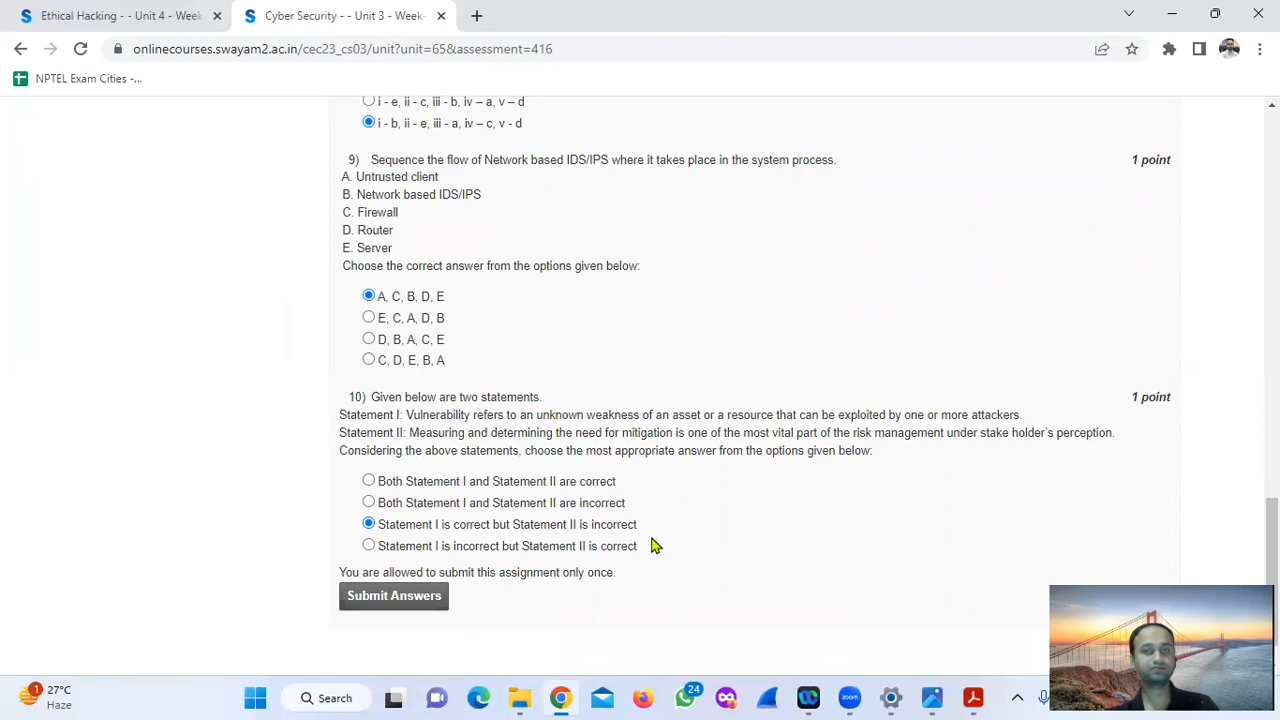 Ethical Hacking - - Unit 4 - Week
Cyber Security - - Unit 3 - Week-
onlinecourses.swayam2.ac.in/cec23_cs03/unit?unit=65&assessment=416
NPTEL Exam Cities -...
i - e, ii - c, iii - b, iv – a, v – d
i - b, ii - e, iii - a, iv – c, v - d
9) Sequence the flow of Network based IDS/IPS where it takes place in the system process. 1 point
A. Untrusted client
B. Network based IDS/IPS
C. Firewall
D. Router
E. Server
Choose the correct answer from the options given below:
A, C, B, D, E
E, C, A, D, B
D, B, A, C, E
C, D, E, B, A
10) Given below are two statements. 1 point
Statement I: Vulnerability refers to an unknown weakness of an asset or a resource that can be exploited by one or more attackers.
Statement II: Measuring and determining the need for mitigation is one of the most vital part of the risk management under stake holder's perception.
Considering the above statements, choose the most appropriate answer from the options given below:
Both Statement I and Statement II are correct
Both Statement I and Statement II are incorrect
Statement I is correct but Statement II is incorrect
Statement I is incorrect but Statement II is correct
You are allowed to submit this assignment only once.
Submit Answers
1 27°C
Haze
Search
24
zoom